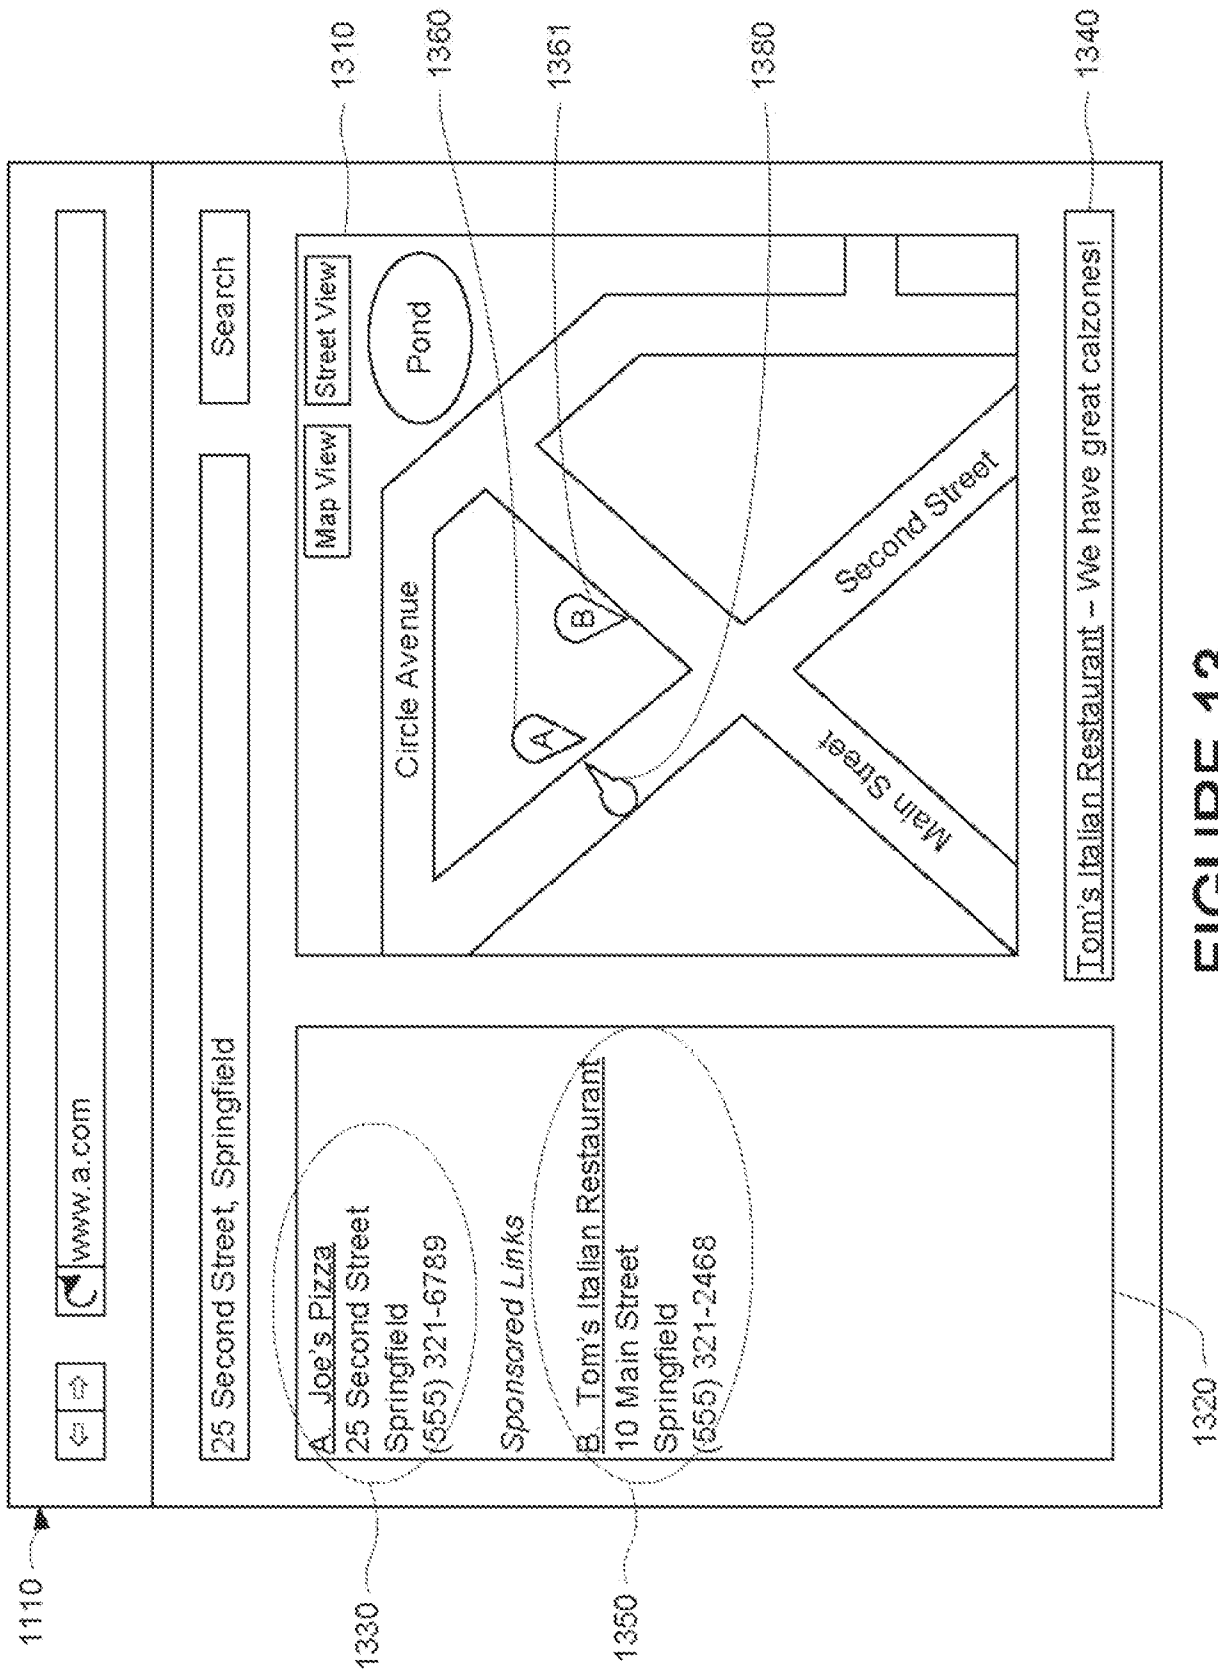 1110
www.a.com
25 Second Street, Springfield
Search
1310
Map View
Street View
1360
Pond
1361
Circle Avenue
A
B
1380
Second Street
Main Street
1330
A Joe's Pizza
25 Second Street
Springfield
(555) 321-6789
Sponsored Links
1350
B Tom's Italian Restaurant
10 Main Street
Springfield
(555) 321-2468
1320
Tom's Italian Restaurant – We have great calzones!
1340
FIGURE